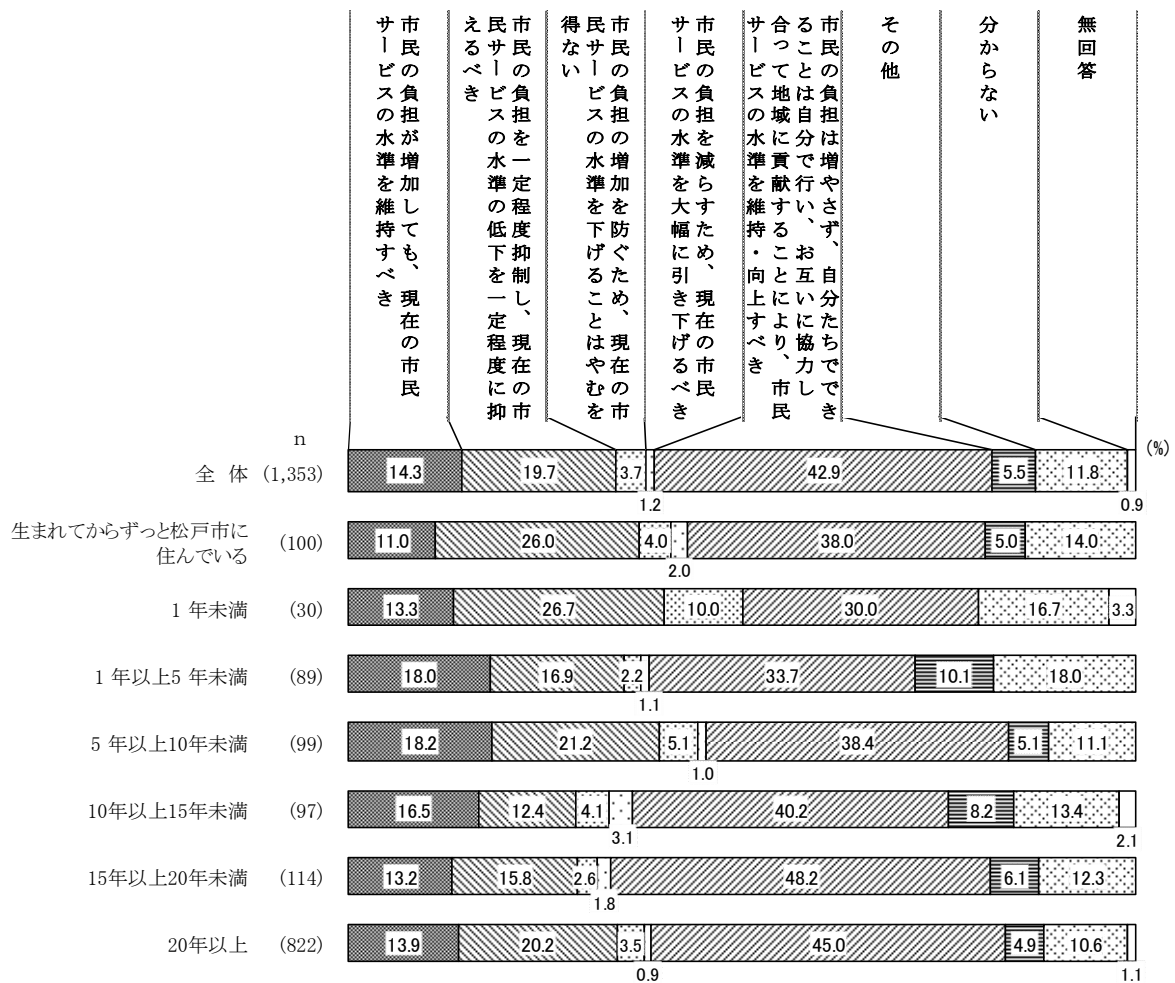 市民の負担が増加しても、現在の市民
サービスの水準を維持すべき
市民の負担を一定程度抑制し、現在の市
民サービスの水準の低下を一定程度に抑
えるべき
市民の負担の増加を防ぐため、現在の市
民サービスの水準を下げることはやむを
得ない
市民の負担を減らすため、現在の市民
サービスの水準を大幅に引き下げるべき
市民の負担は増やさず、自分たちででき
ることは自分で行い、お互いに協力し
合って地域に貢献することにより、市民
サービスの水準を維持・向上すべき
その他
分からない
無回答
n
(%)
全 体 (1,353) 14.3 19.7 3.7 1.2 42.9 5.5 11.8 0.9
生まれてからずっと松戸市に
住んでいる
(100) 11.0 26.0 4.0 2.0 38.0 5.0 14.0
1 年未満 (30) 13.3 26.7 10.0 30.0 16.7 3.3
1 年以上5 年未満 (89) 18.0 16.9 2.2 1.1 33.7 10.1 18.0
5 年以上10年未満 (99) 18.2 21.2 5.1 1.0 38.4 5.1 11.1
10年以上15年未満 (97) 16.5 12.4 4.1 3.1 40.2 8.2 13.4 2.1
15年以上20年未満 (114) 13.2 15.8 2.6 1.8 48.2 6.1 12.3
20年以上 (822) 13.9 20.2 3.5 0.9 45.0 4.9 10.6 1.1